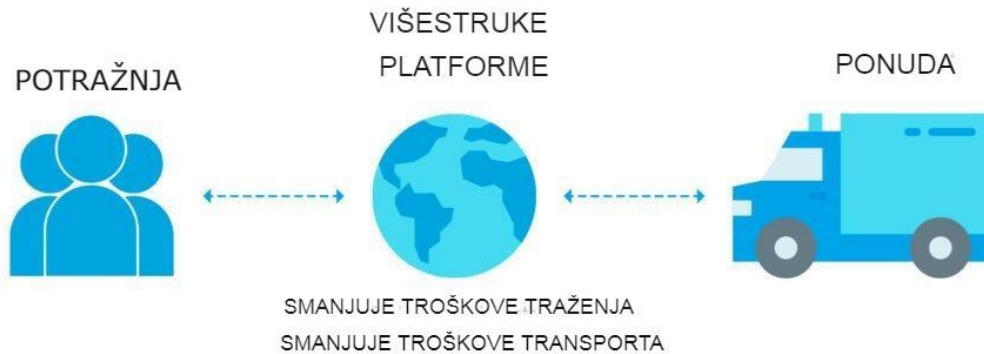 VIŠESTRUKE
PLATFORME
POTRAŽNJA
PONUDA
SMANJUJE TROŠKOVE TRAŽENJA
SMANJUJE TROŠKOVE TRANSPORTA